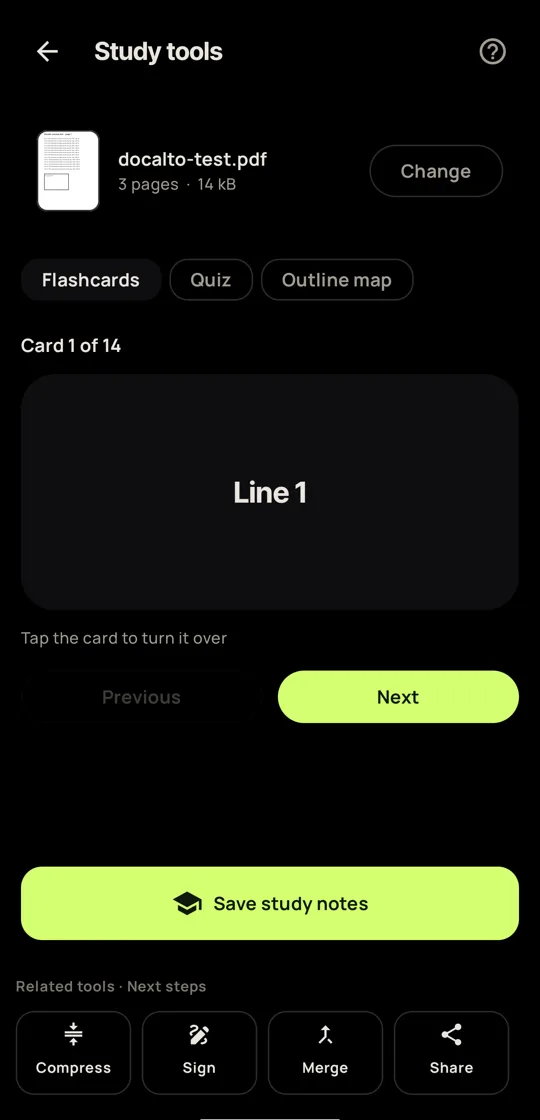 Study tools
docalto-test.pdf
3 pages · 14 kB
Change
Flashcards
Quiz
Outline map
Card 1 of 14
Line 1
Tap the card to turn it over
Previous
Next
Save study notes
Related tools · Next steps
Compress
Sign
Merge
Share